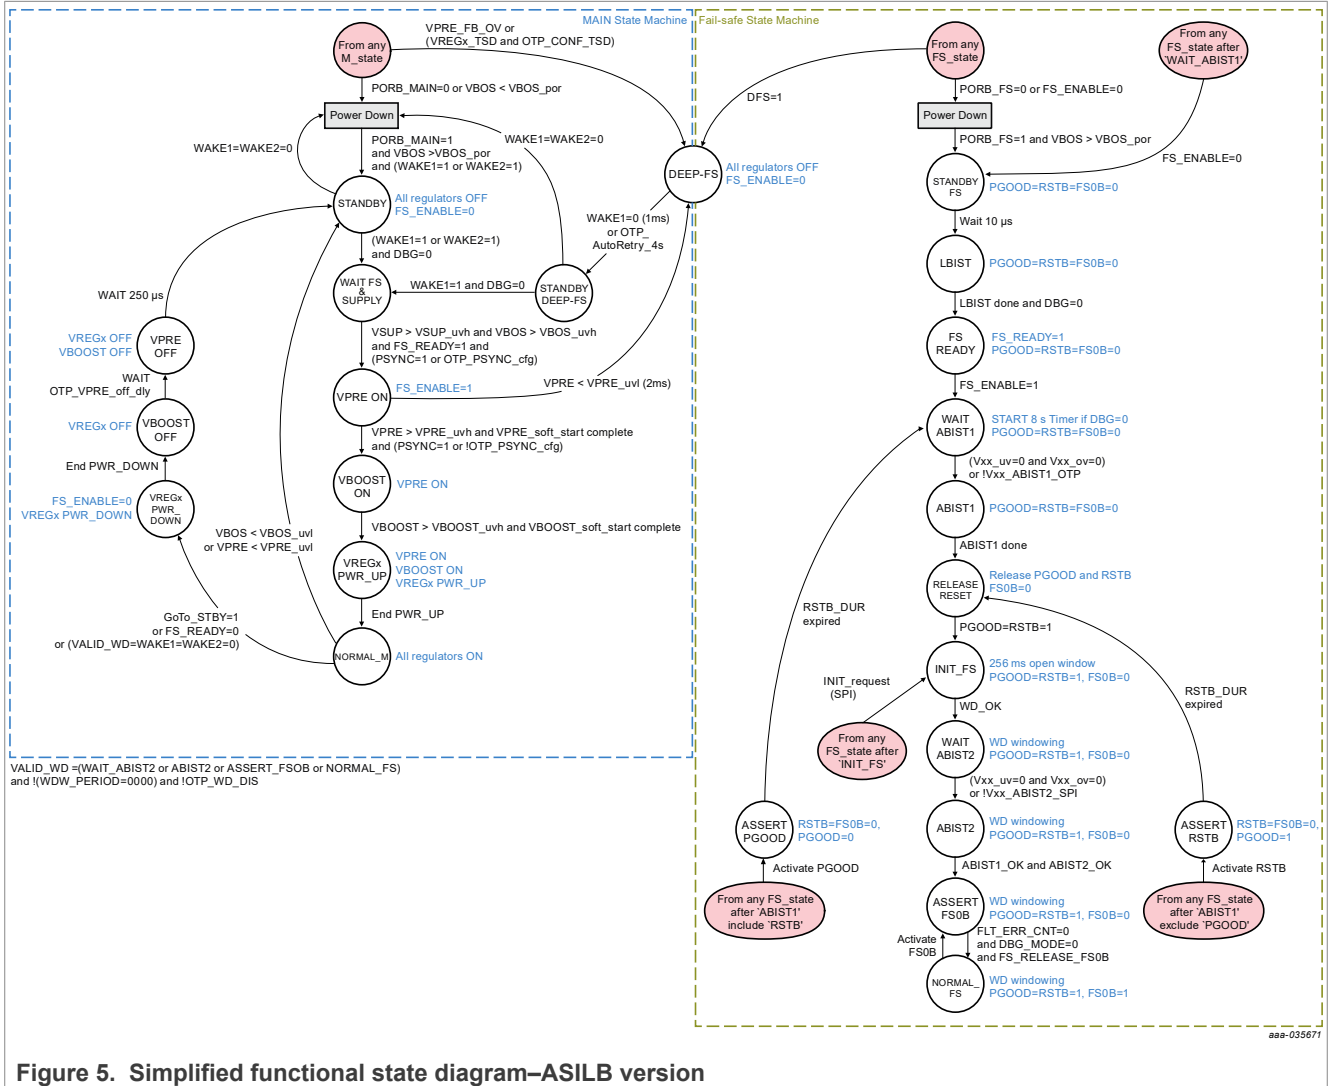 MAIN State Machine
From any
M_state
VPRE_FB_OV or
(VREGx_TSD and OTP_CONF_TSD)
PORB_MAIN=0 or VBOS < VBOS_por
Power Down
WAKE1=WAKE2=0
PORB_MAIN=1
and VBOS >VBOS_por
and (WAKE1=1 or WAKE2=1)
WAKE1=WAKE2=0
STANDBY
All regulators OFF
FS_ENABLE=0
(WAKE1=1 or WAKE2=1)
and DBG=0
WAIT FS
&
SUPPLY
WAKE1=1 and DBG=0
STANDBY
DEEP-FS
WAKE1=0 (1ms)
or OTP_
AutoRetry_4s
DEEP-FS
All regulators OFF
FS_ENABLE=0
VSUP > VSUP_uvh and VBOS > VBOS_uvh
and FS_READY=1 and
(PSYNC=1 or OTP_PSYNC_cfg)
VPRE ON
FS_ENABLE=1
VPRE < VPRE_uvl (2ms)
VPRE > VPRE_uvh and VPRE_soft_start complete
and (PSYNC=1 or !OTP_PSYNC_cfg)
VBOOST
ON
VPRE ON
VBOOST > VBOOST_uvh and VBOOST_soft_start complete
VREGx
PWR_UP
VPRE ON
VBOOST ON
VREGx PWR_UP
End PWR_UP
NORMAL_M
All regulators ON
VBOS < VBOS_uvl
or VPRE < VPRE_uvl
GoTo_STBY=1
or FS_READY=0
or (VALID_WD=WAKE1=WAKE2=0)
VREGx
PWR_
DOWN
FS_ENABLE=0
VREGx PWR_DOWN
End PWR_DOWN
VBOOST
OFF
VREGx OFF
WAIT
OTP_VPRE_off_dly
VPRE
OFF
VREGx OFF
VBOOST OFF
WAIT 250 µs
VALID_WD =(WAIT_ABIST2 or ABIST2 or ASSERT_FSOB or NORMAL_FS)
and !(WDW_PERIOD=0000) and !OTP_WD_DIS
Fail-safe State Machine
From any
FS_state
From any
FS_state after
`WAIT_ABIST1'
DFS=1
PORB_FS=0 or FS_ENABLE=0
Power Down
PORB_FS=1 and VBOS > VBOS_por
FS_ENABLE=0
STANDBY
FS
PGOOD=RSTB=FS0B=0
Wait 10 µs
LBIST
PGOOD=RSTB=FS0B=0
LBIST done and DBG=0
FS
READY
FS_READY=1
PGOOD=RSTB=FS0B=0
FS_ENABLE=1
WAIT
ABIST1
START 8 s Timer if DBG=0
PGOOD=RSTB=FS0B=0
(Vxx_uv=0 and Vxx_ov=0)
or !Vxx_ABIST1_OTP
ABIST1
PGOOD=RSTB=FS0B=0
ABIST1 done
RELEASE
RESET
Release PGOOD and RSTB
FS0B=0
PGOOD=RSTB=1
INIT_FS
256 ms open window
PGOOD=RSTB=1, FS0B=0
INIT_request
(SPI)
From any
FS_state after
`INIT_FS'
WD_OK
WAIT
ABIST2
WD windowing
PGOOD=RSTB=1, FS0B=0
(Vxx_uv=0 and Vxx_ov=0)
or !Vxx_ABIST2_SPI
ABIST2
WD windowing
PGOOD=RSTB=1, FS0B=0
ABIST1_OK and ABIST2_OK
ASSERT
FS0B
WD windowing
PGOOD=RSTB=1, FS0B=0
Activate
FS0B
FLT_ERR_CNT=0
and DBG_MODE=0
and FS_RELEASE_FS0B
NORMAL_
FS
WD windowing
PGOOD=RSTB=1, FS0B=1
RSTB_DUR
expired
ASSERT
PGOOD
RSTB=FS0B=0,
PGOOD=0
Activate PGOOD
From any FS_state
after `ABIST1'
include `RSTB'
RSTB_DUR
expired
ASSERT
RSTB
RSTB=FS0B=0,
PGOOD=1
Activate RSTB
From any FS_state
after `ABIST1'
exclude `PGOOD'
aaa-035671
Figure 5. Simplified functional state diagram–ASILB version